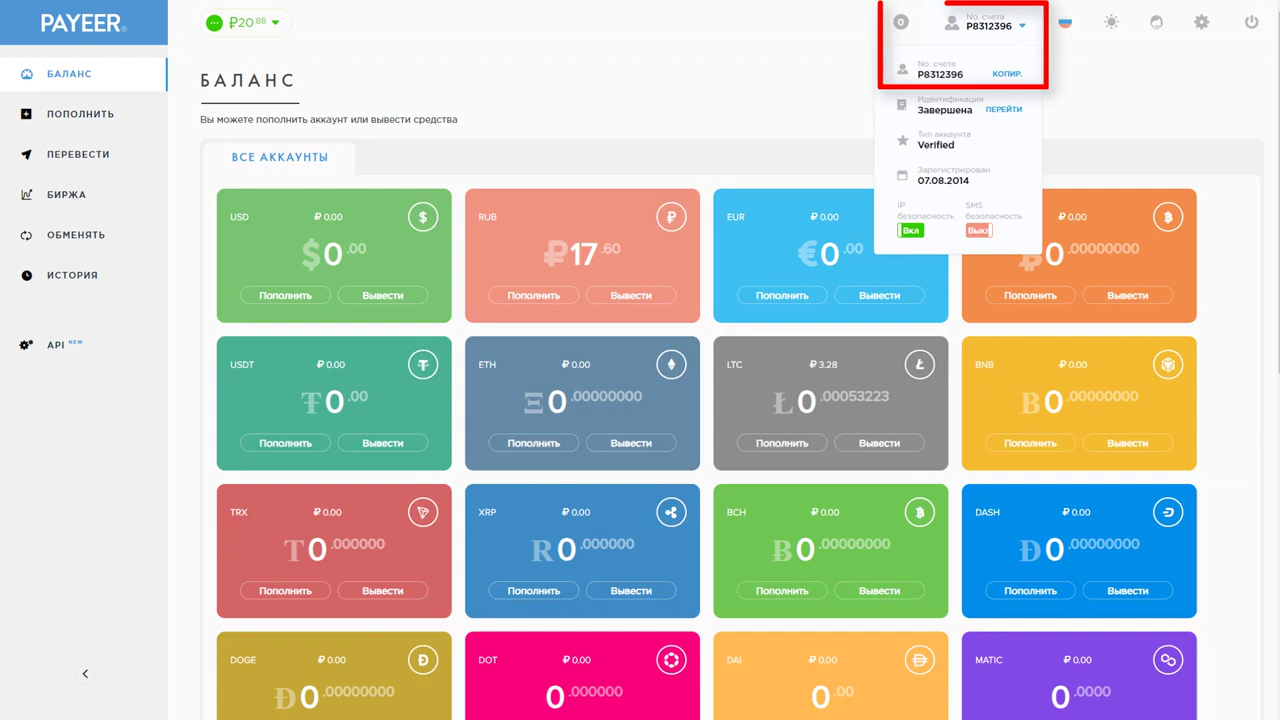 PAYEER®
₽20.88
0
No. счета
P8312396
No. счета
P8312396
КОПИР.
Идентификация
Завершена
ПЕРЕЙТИ
Тип аккаунта
Verified
Зарегистрирован
07.08.2014
IP
безопасность
Вкл
SMS
безопасность
Выкл
БАЛАНС
ПОПОЛНИТЬ
ПЕРЕВЕСТИ
БИРЖА
ОБМЕНЯТЬ
ИСТОРИЯ
API NEW
БАЛАНС
Вы можете пополнить аккаунт или вывести средства
ВСЕ АККАУНТЫ
USD ₽ 0.00
$0.00
Пополнить Вывести
RUB ₽ 0.00
₽17.60
Пополнить Вывести
EUR ₽ 0.00
€0.00
Пополнить Вывести
₽ 0.00
0.00000000
Пополнить Вывести
USDT ₽ 0.00
₮0.00
Пополнить Вывести
ETH ₽ 0.00
Ξ0.00000000
Пополнить Вывести
LTC ₽ 3.28
Ł0.00053223
Пополнить Вывести
BNB ₽ 0.00
B0.00000000
Пополнить Вывести
TRX ₽ 0.00
T0.000000
Пополнить Вывести
XRP ₽ 0.00
R0.000000
Пополнить Вывести
BCH ₽ 0.00
Ƀ0.00000000
Пополнить Вывести
DASH ₽ 0.00
Đ0.00000000
Пополнить Вывести
DOGE ₽ 0.00
Đ0.00000000
DOT ₽ 0.00
0.000000
DAI ₽ 0.00
0.00
MATIC ₽ 0.00
0.0000